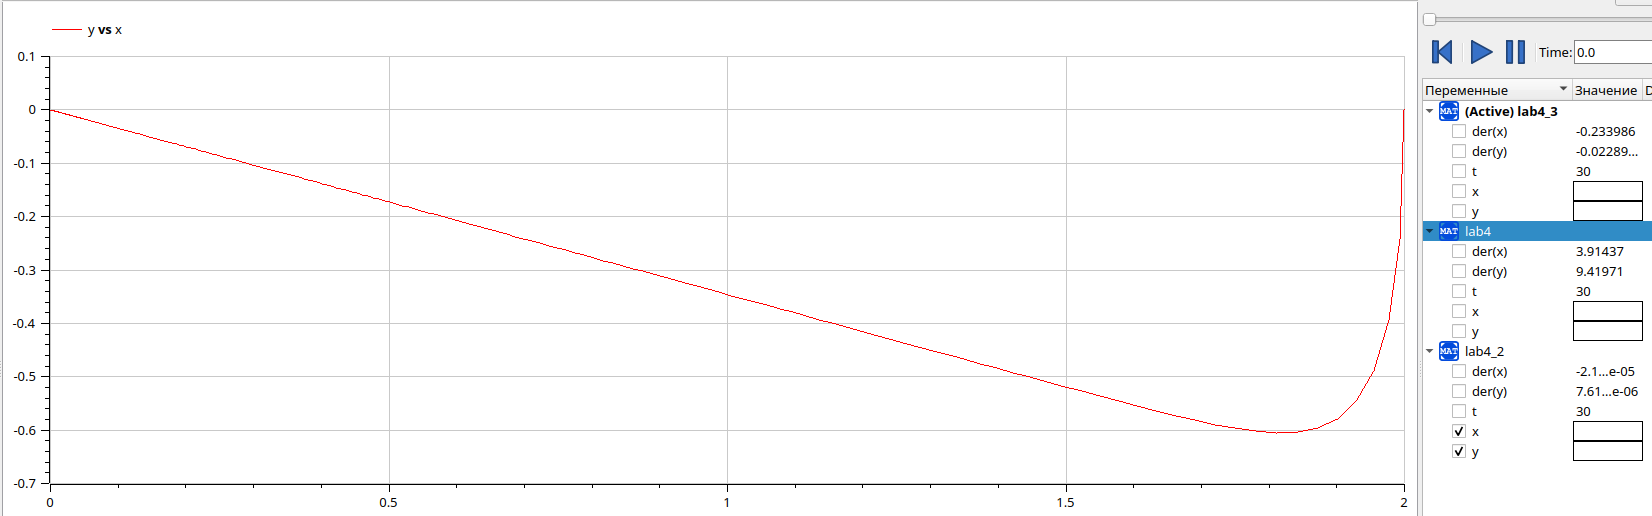 y vs x
0.1
0
-0.1
-0.2
-0.3
-0.4
-0.5
-0.6
-0.7
0 0.5 1 1.5 2
Time: 0.0
Переменные Значение D
MAT (Active) lab4_3
der(x) -0.233986
der(y) -0.02289...
t 30
x
y
MAT lab4
der(x) 3.91437
der(y) 9.41971
t 30
x
y
MAT lab4_2
der(x) -2.1...e-05
der(y) 7.61...e-06
t 30
x
y